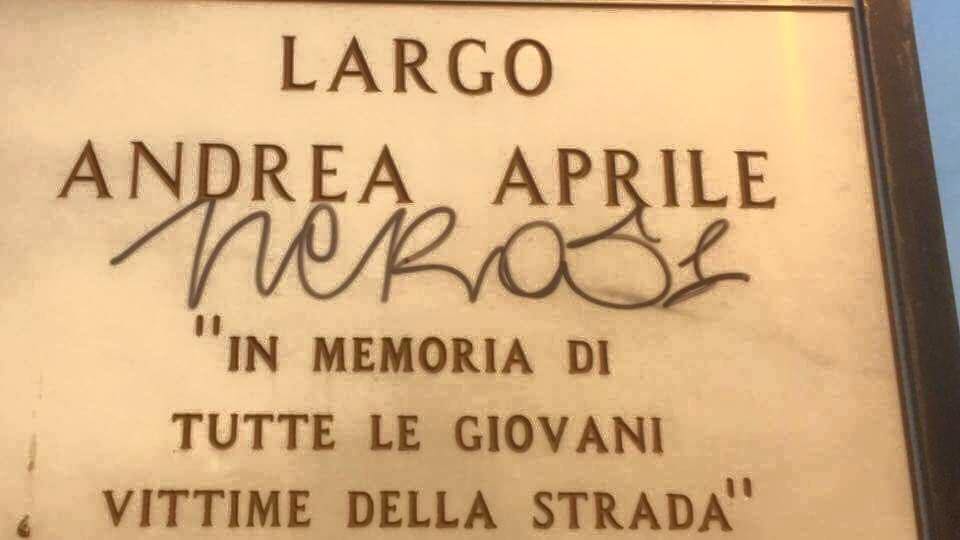 LARGO
ANDREA APRILE
"IN MEMORIA DI
TUTTE LE GIOVANI
VITTIME DELLA STRADA"